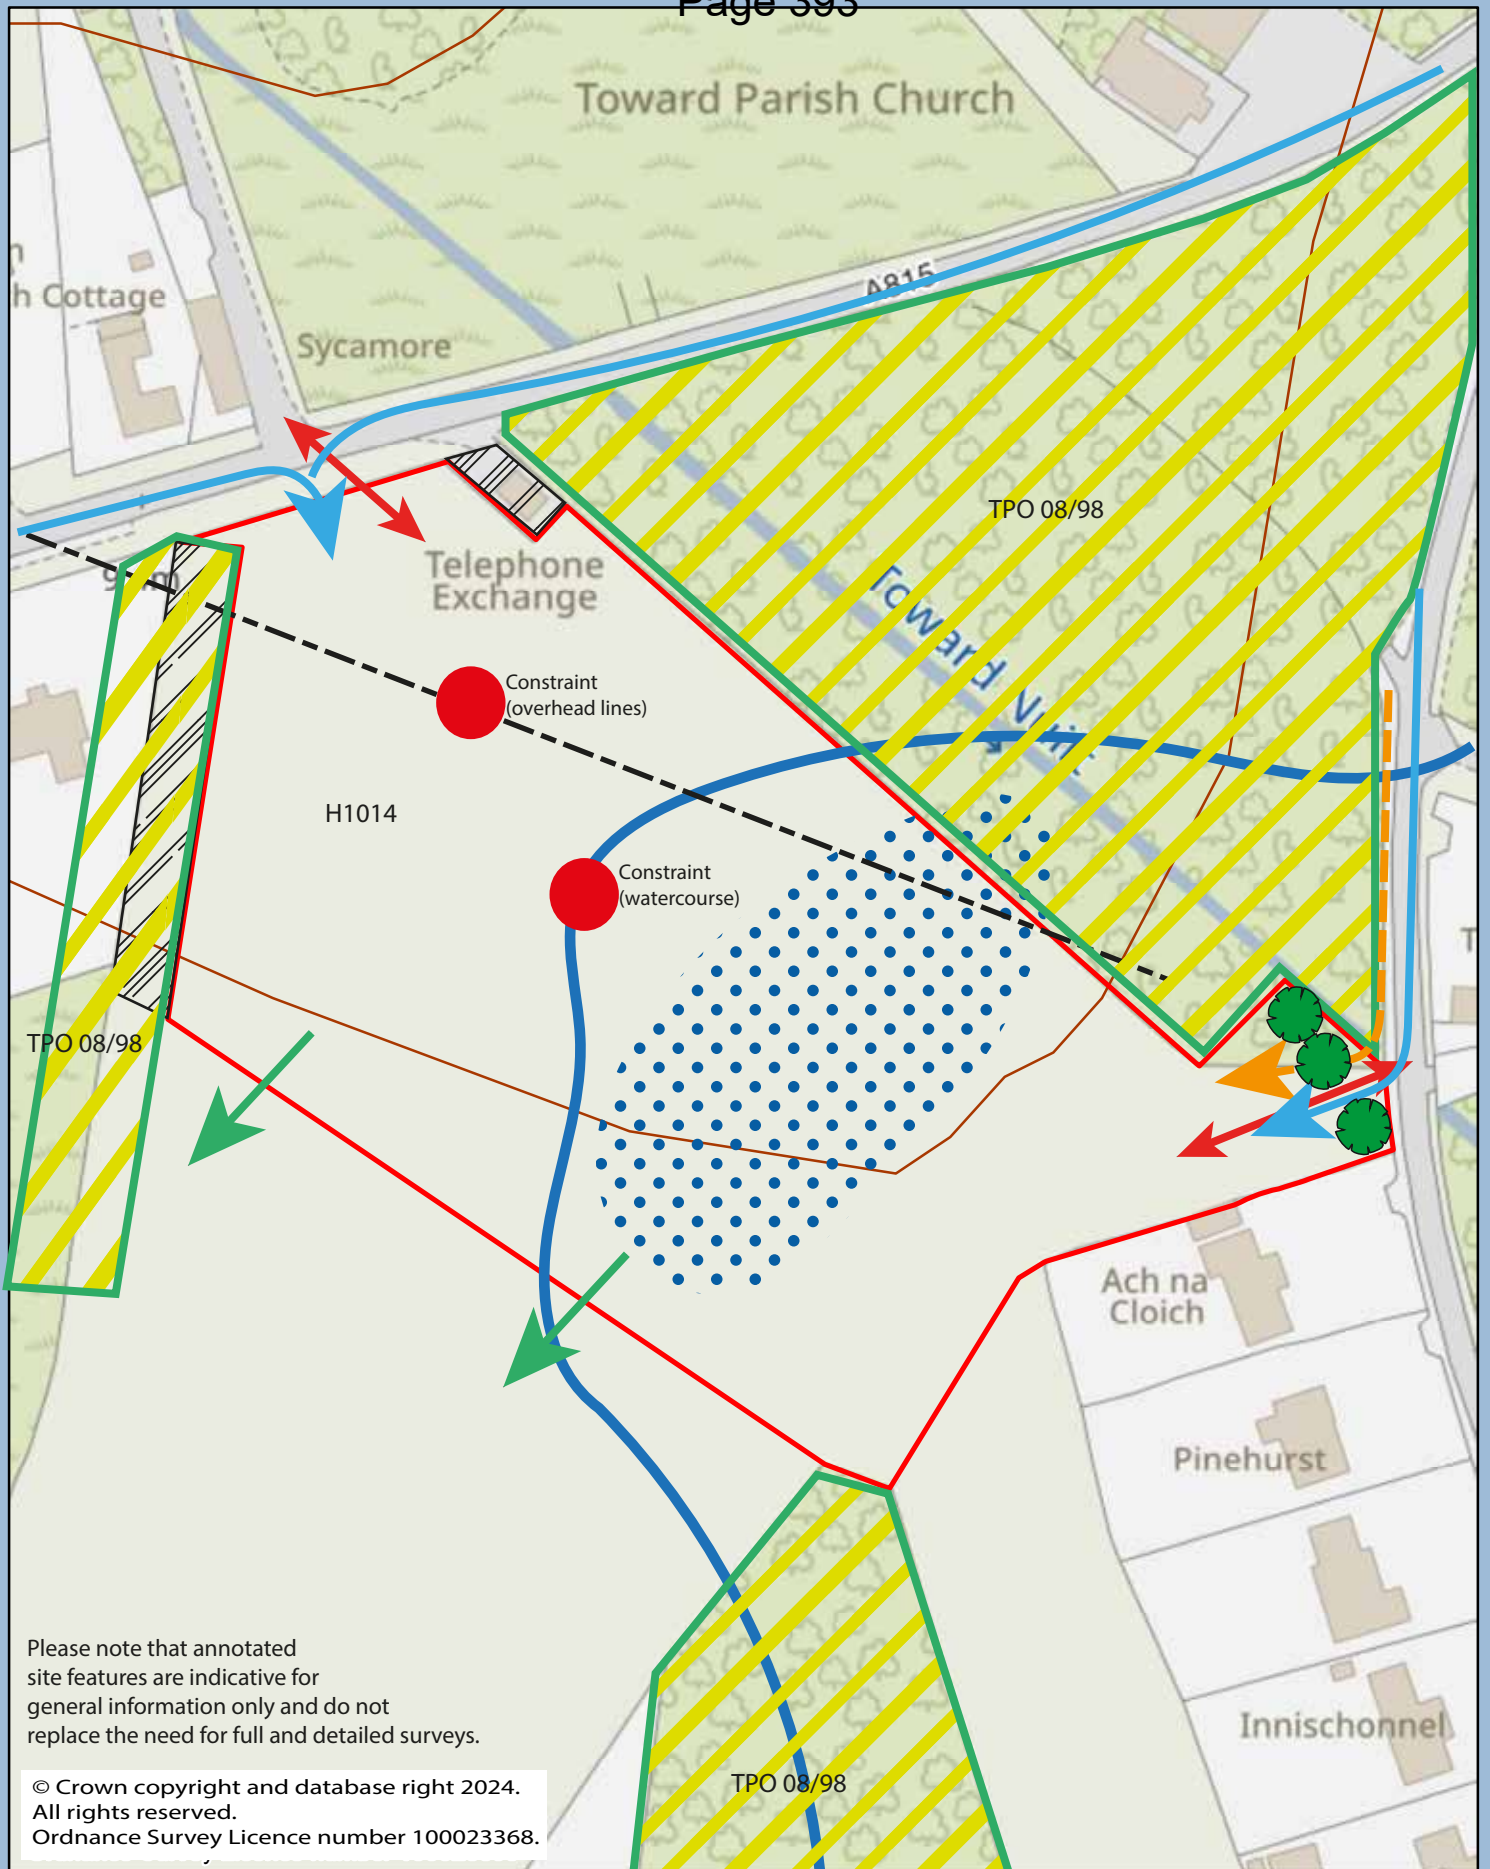 Page 393
Toward Parish Church
h Cottage
A815
Sycamore
TPO 08/98
Telephone
Exchange
Toward
Constraint
(overhead lines)
H1014
Constraint
(watercourse)
TPO 08/98
Ach na
Cloich
Pinehurst
Innischonnel
TPO 08/98
Please note that annotated
site features are indicative for
general information only and do not
replace the need for full and detailed surveys.
© Crown copyright and database right 2024.
All rights reserved.
Ordnance Survey Licence number 100023368.